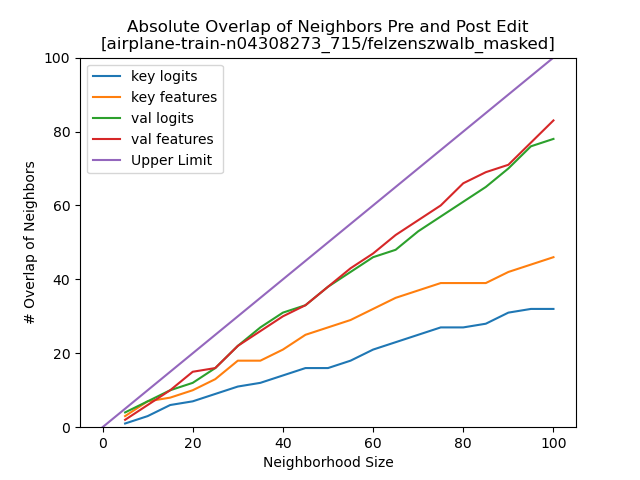 Absolute Overlap of Neighbors Pre and Post Edit
[airplane-train-n04308273_715/felzenszwalb_masked]
key logits
key features
val logits
val features
Upper Limit
100
80
60
40
20
0
# Overlap of Neighbors
0 20 40 60 80 100
Neighborhood Size